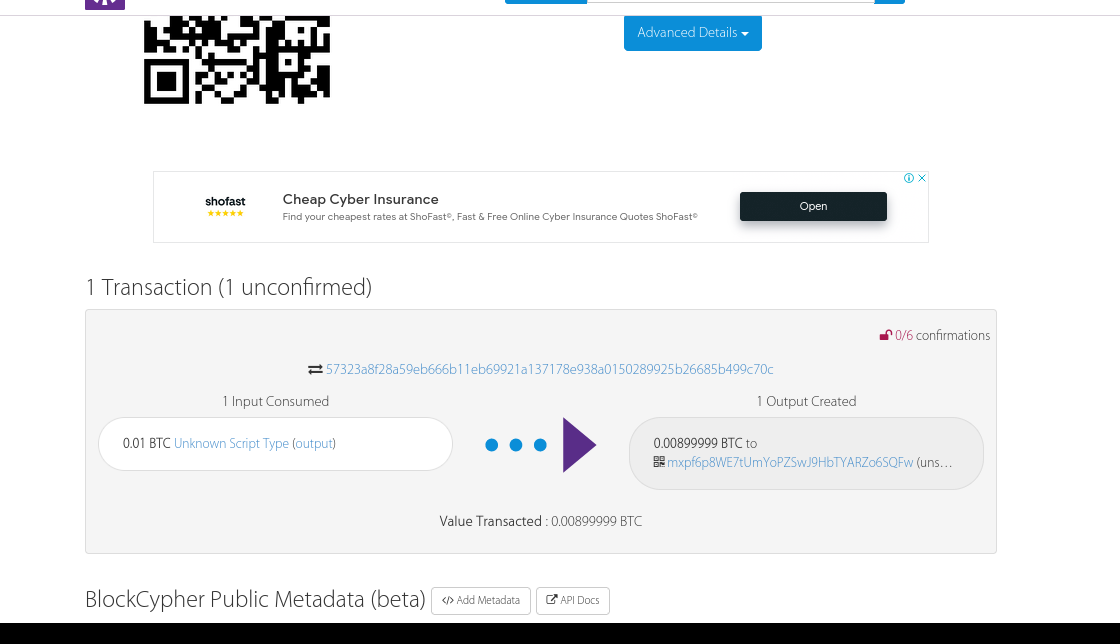 Advanced Details
shofast
Cheap Cyber Insurance
Find your cheapest rates at ShoFast©, Fast & Free Online Cyber Insurance Quotes ShoFast©
Open
1 Transaction (1 unconfirmed)
0/6 confirmations
57323a8f28a59eb666b11eb69921a137178e938a0150289925b26685b499c70c
1 Input Consumed
1 Output Created
0.01 BTC Unknown Script Type (output)
0.00899999 BTC to
mxpf6p8WE7tUmYoPZSwJ9HbTYARZo6SQFw (uns…
Value Transacted : 0.00899999 BTC
BlockCypher Public Metadata (beta)
</> Add Metadata
API Docs